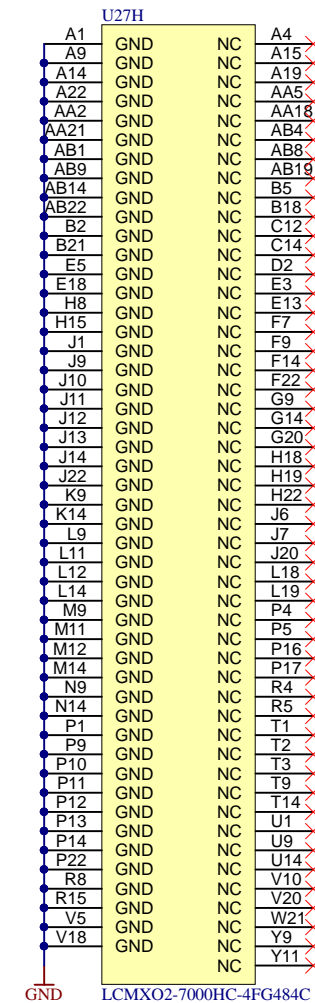 U27H
A1 GND NC A4
A9 GND NC A15
A14 GND NC A19
A22 GND NC AA5
AA2 GND NC AA18
AA21 GND NC AB4
AB1 GND NC AB8
AB9 GND NC AB19
AB14 GND NC B5
AB22 GND NC B18
B2 GND NC C12
B21 GND NC C14
E5 GND NC D2
E18 GND NC E3
H8 GND NC E13
H15 GND NC F7
J1 GND NC F9
J9 GND NC F14
J10 GND NC F22
J11 GND NC G9
J12 GND NC G14
J13 GND NC G20
J14 GND NC H18
J22 GND NC H19
K9 GND NC H22
K14 GND NC J6
L9 GND NC J7
L11 GND NC J20
L12 GND NC L18
L14 GND NC L19
M9 GND NC P4
M11 GND NC P5
M12 GND NC P16
M14 GND NC P17
N9 GND NC R4
N14 GND NC R5
P1 GND NC T1
P9 GND NC T2
P10 GND NC T3
P11 GND NC T9
P12 GND NC T14
P13 GND NC U1
P14 GND NC U9
P22 GND NC U14
R8 GND NC V10
R15 GND NC V20
V5 GND NC W21
V18 GND NC Y9
NC Y11
GND LCMXO2-7000HC-4FG484C